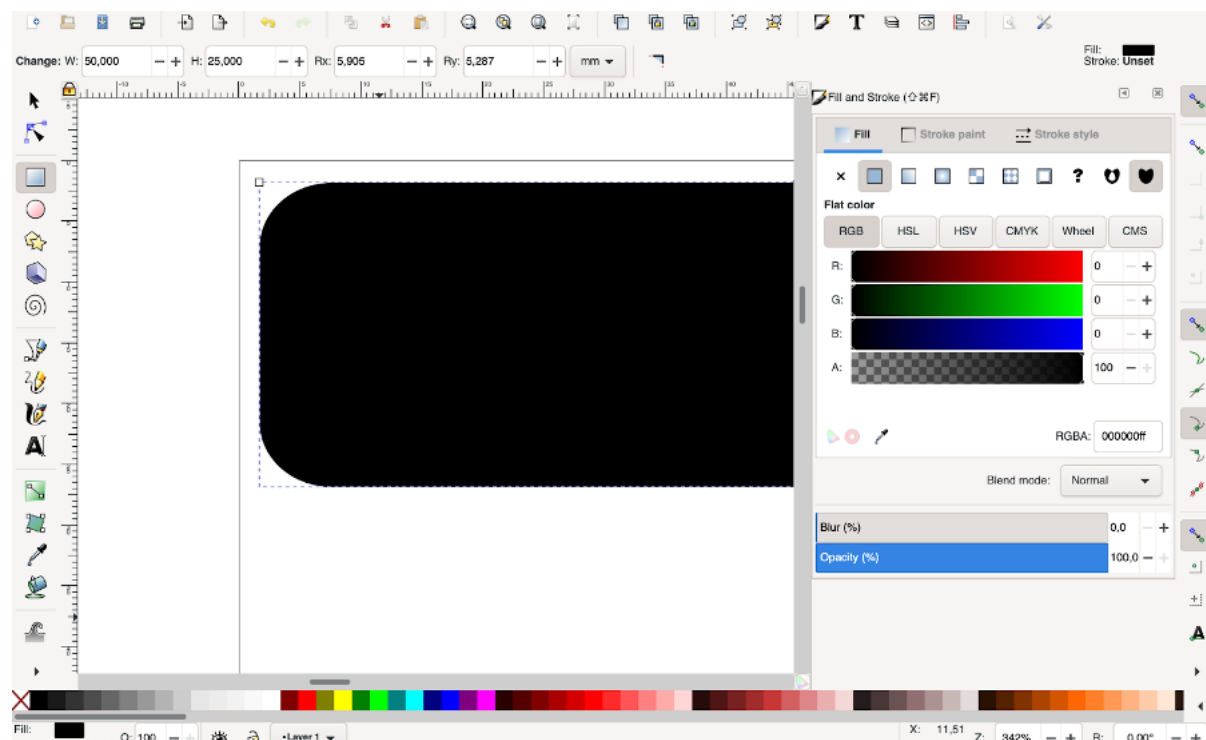 Change: W: 50,000 − + H: 25,000 − + Rx: 5,905 − + Ry: 5,287 − + mm
Fill:
Stroke: Unset
Fill and Stroke (⇧⌘F)
Fill Stroke paint Stroke style
Flat color
RGB HSL HSV CMYK Wheel CMS
R: 0 − +
G: 0 − +
B: 0 − +
A: 100 − +
RGBA: 000000ff
Blend mode: Normal
Blur (%) 0,0 − +
Opacity (%) 100,0 − +
Fill: O: 100 − + •Layer 1 X: 11,51 Z: 342% − + R: 0,00° − +